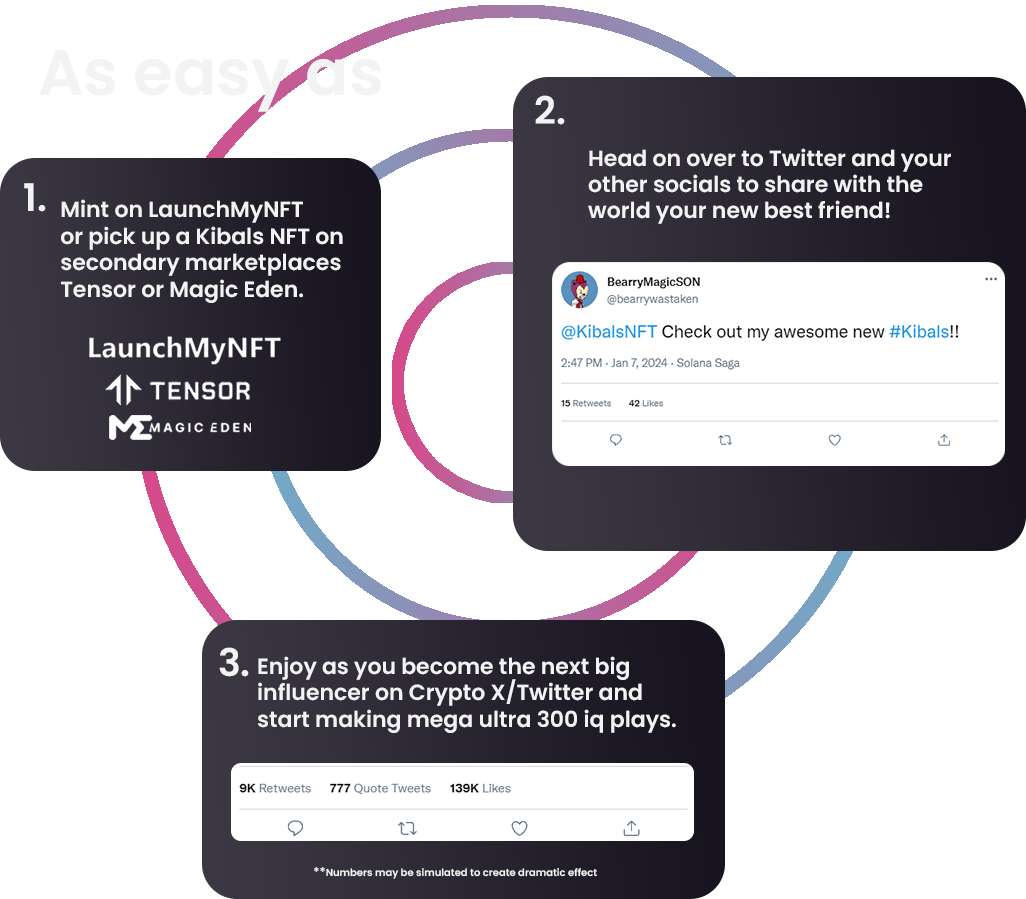 As easy as
1.
Mint on LaunchMyNFT
or pick up a Kibals NFT on
secondary marketplaces
Tensor or Magic Eden.
LaunchMyNFT
TENSOR
MAGIC EDEN
2.
Head on over to Twitter and your
other socials to share with the
world your new best friend!
BearryMagicSON
@bearrywastaken
@KibalsNFT Check out my awesome new #Kibals!!
2:47 PM · Jan 7, 2024 · Solana Saga
15 Retweets 42 Likes
3.
Enjoy as you become the next big
influencer on Crypto X/Twitter and
start making mega ultra 300 iq plays.
9K Retweets 777 Quote Tweets 139K Likes
**Numbers may be simulated to create dramatic effect